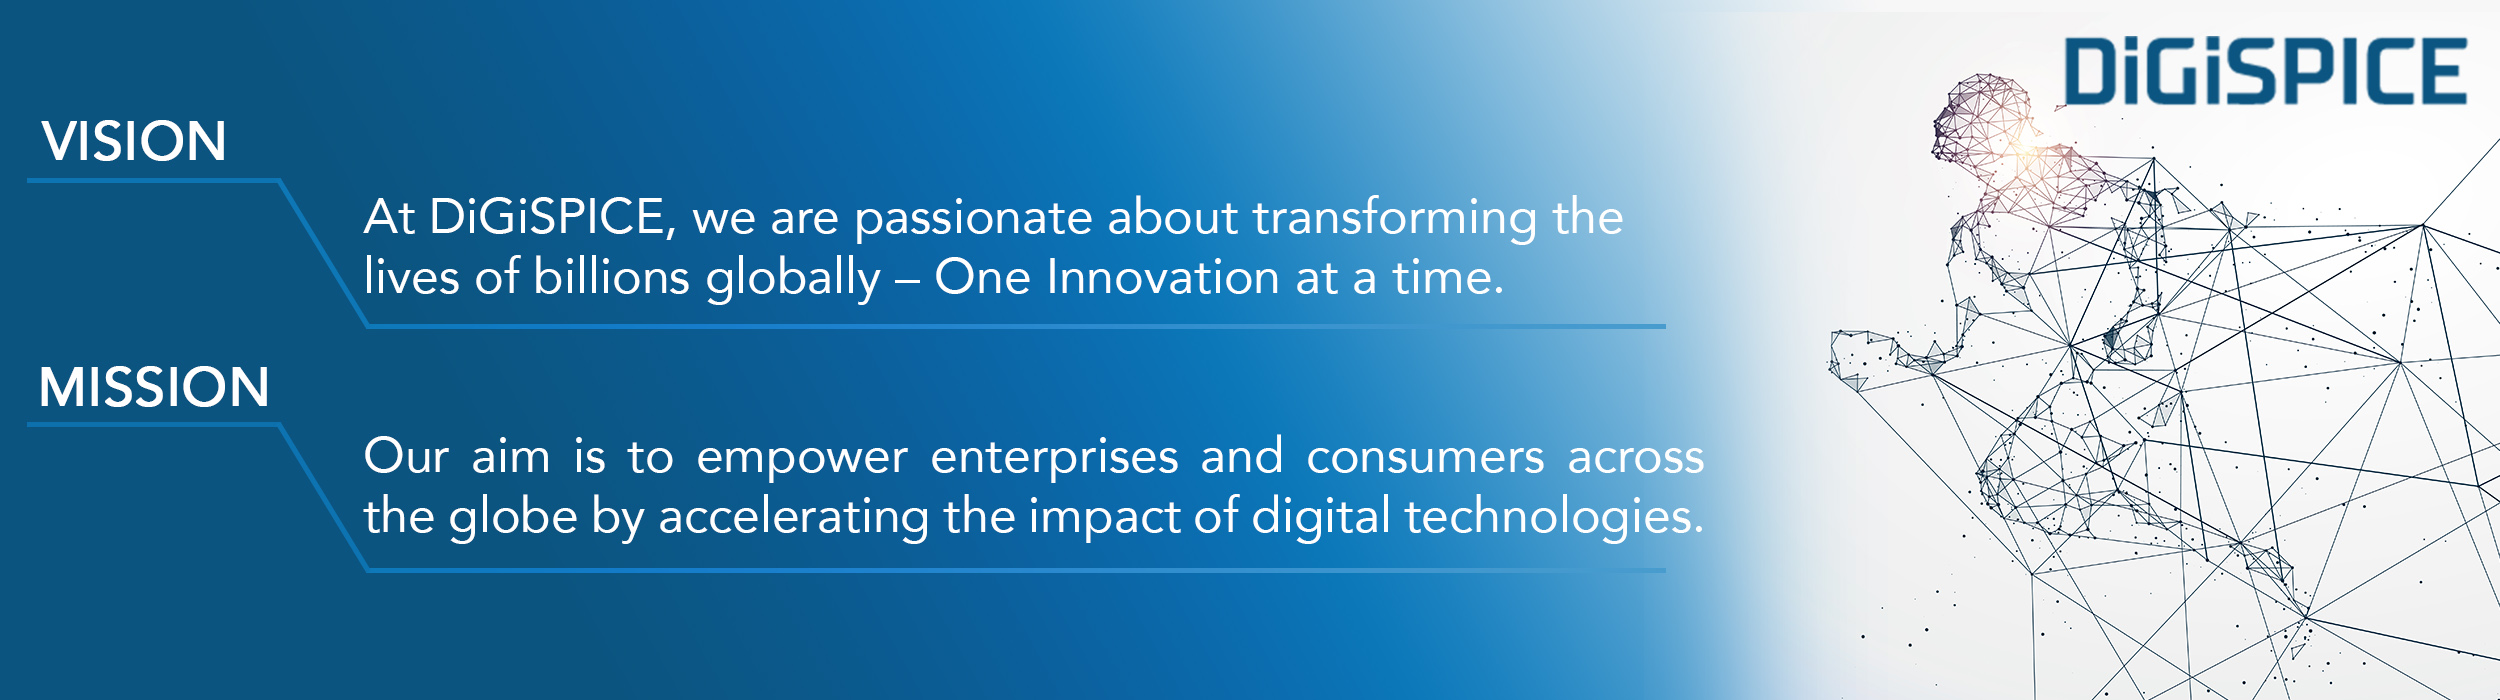 DiGiSPICE
VISION
At DiGiSPICE, we are passionate about transforming the
lives of billions globally – One Innovation at a time.
MISSION
Our aim is to empower enterprises and consumers across
the globe by accelerating the impact of digital technologies.